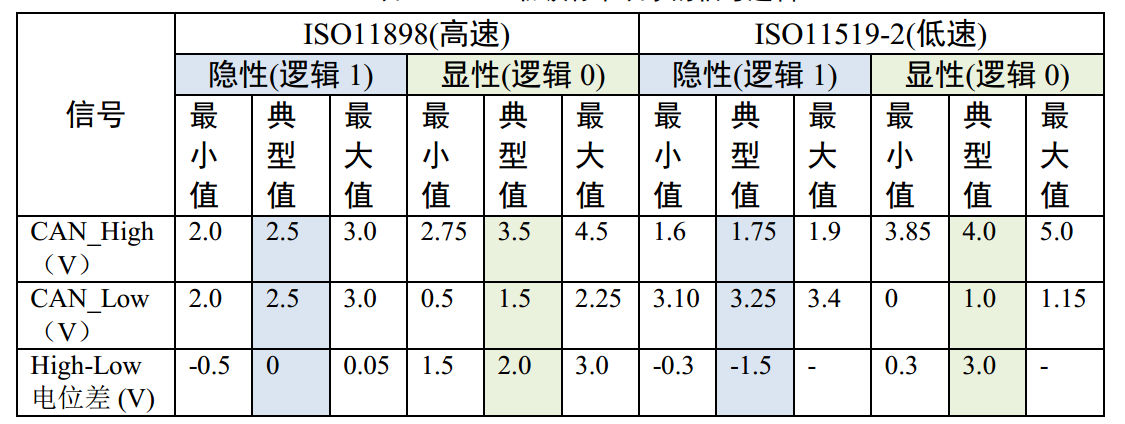 信号 ISO11898(高速) ISO11519-2(低速)
隐性(逻辑 1) 显性(逻辑 0) 隐性(逻辑 1) 显性(逻辑 0)
最小值 典型值 最大值 最小值 典型值 最大值 最小值 典型值 最大值 最小值 典型值 最大值
CAN_High（V） 2.0 2.5 3.0 2.75 3.5 4.5 1.6 1.75 1.9 3.85 4.0 5.0
CAN_Low（V） 2.0 2.5 3.0 0.5 1.5 2.25 3.10 3.25 3.4 0 1.0 1.15
High-Low电位差 (V) -0.5 0 0.05 1.5 2.0 3.0 -0.3 -1.5 - 0.3 3.0 -